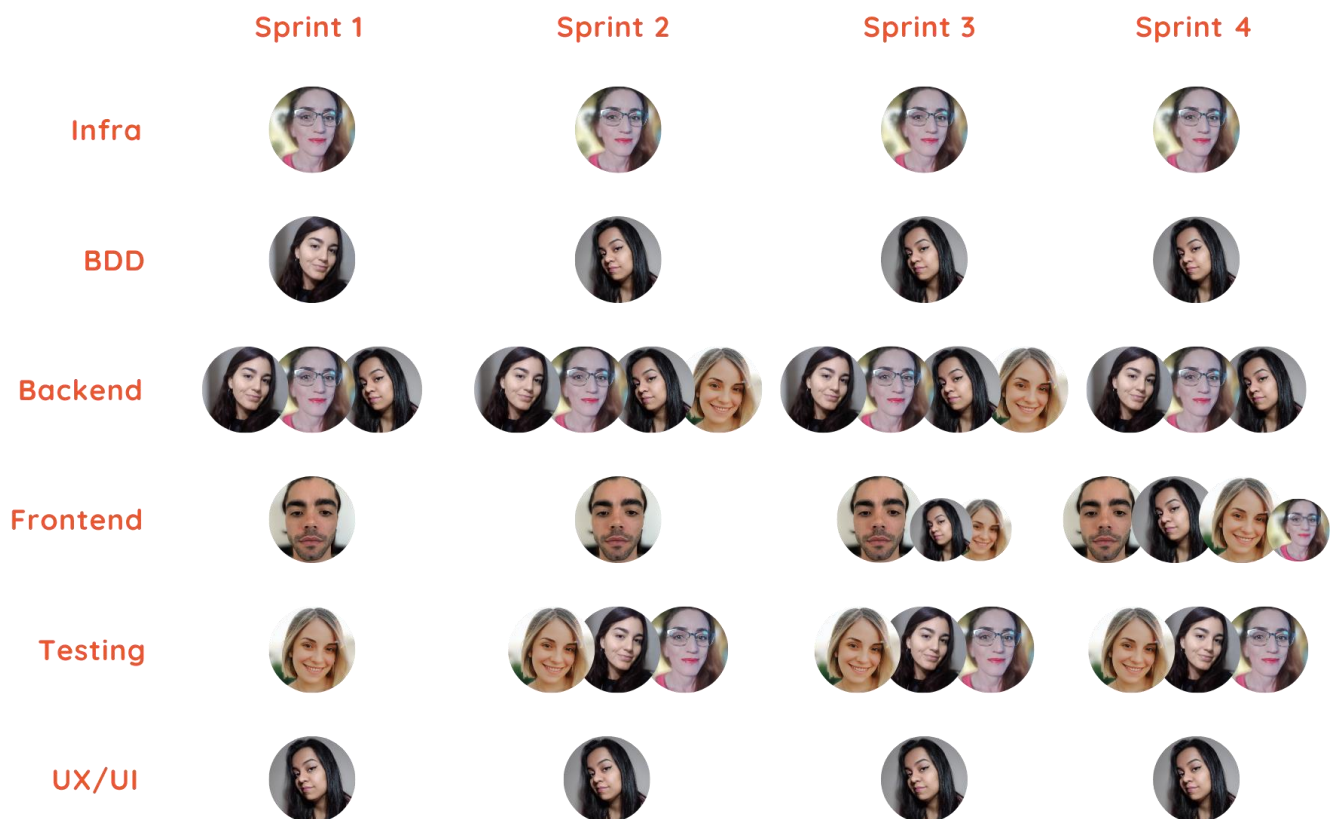 Sprint 1 Sprint 2 Sprint 3 Sprint 4
Infra
BDD
Backend
Frontend
Testing
UX/UI